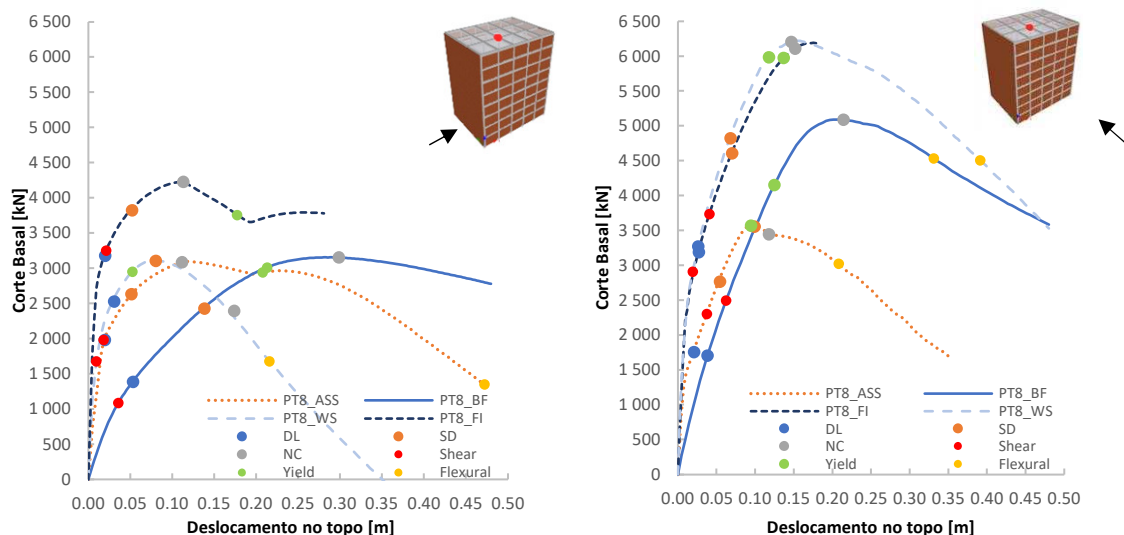 6 500
6 000
5 500
5 000
4 500
4 000
3 500
3 000
2 500
2 000
1 500
1 000
500
0
Corte Basal [kN]
0.00 0.05 0.10 0.15 0.20 0.25 0.30 0.35 0.40 0.45 0.50
Deslocamento no topo [m]
PT8_ASS PT8_BF
PT8_WS PT8_FI
DL SD
NC Shear
Yield Flexural
6 500
6 000
5 500
5 000
4 500
4 000
3 500
3 000
2 500
2 000
1 500
1 000
500
0
Corte Basal [kN]
0.00 0.05 0.10 0.15 0.20 0.25 0.30 0.35 0.40 0.45 0.50
Deslocamento no topo [m]
PT8_ASS PT8_BF
PT8_FI PT8_WS
DL SD
NC Shear
Yield Flexural